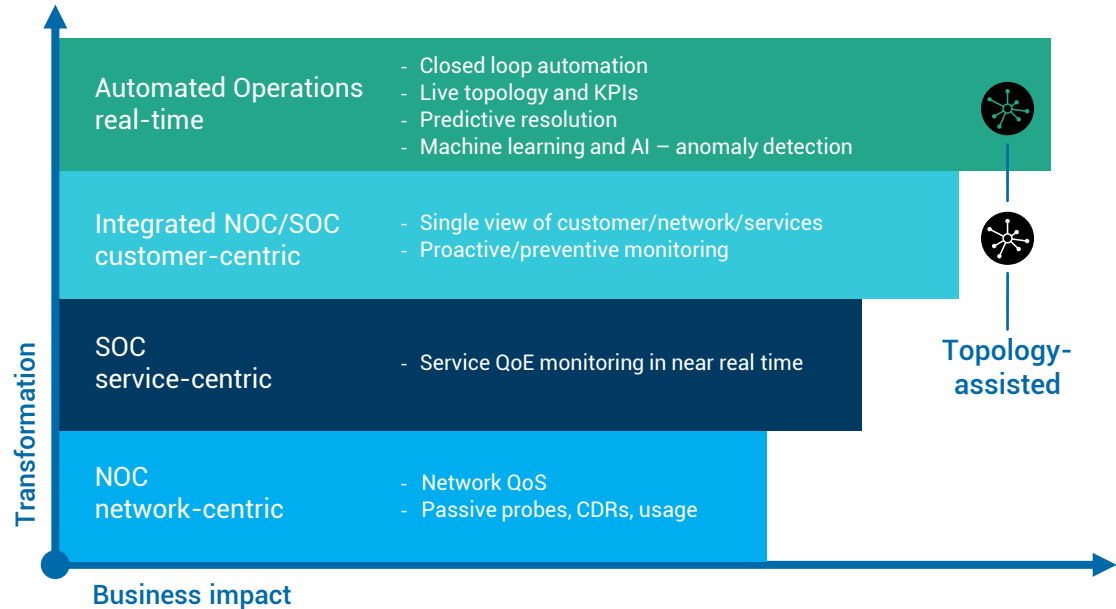 Automated Operations
real-time
- Closed loop automation
- Live topology and KPIs
- Predictive resolution
- Machine learning and AI – anomaly detection
Integrated NOC/SOC
customer-centric
- Single view of customer/network/services
- Proactive/preventive monitoring
SOC
service-centric
- Service QoE monitoring in near real time
NOC
network-centric
- Network QoS
- Passive probes, CDRs, usage
Topology-
assisted
Transformation
Business impact